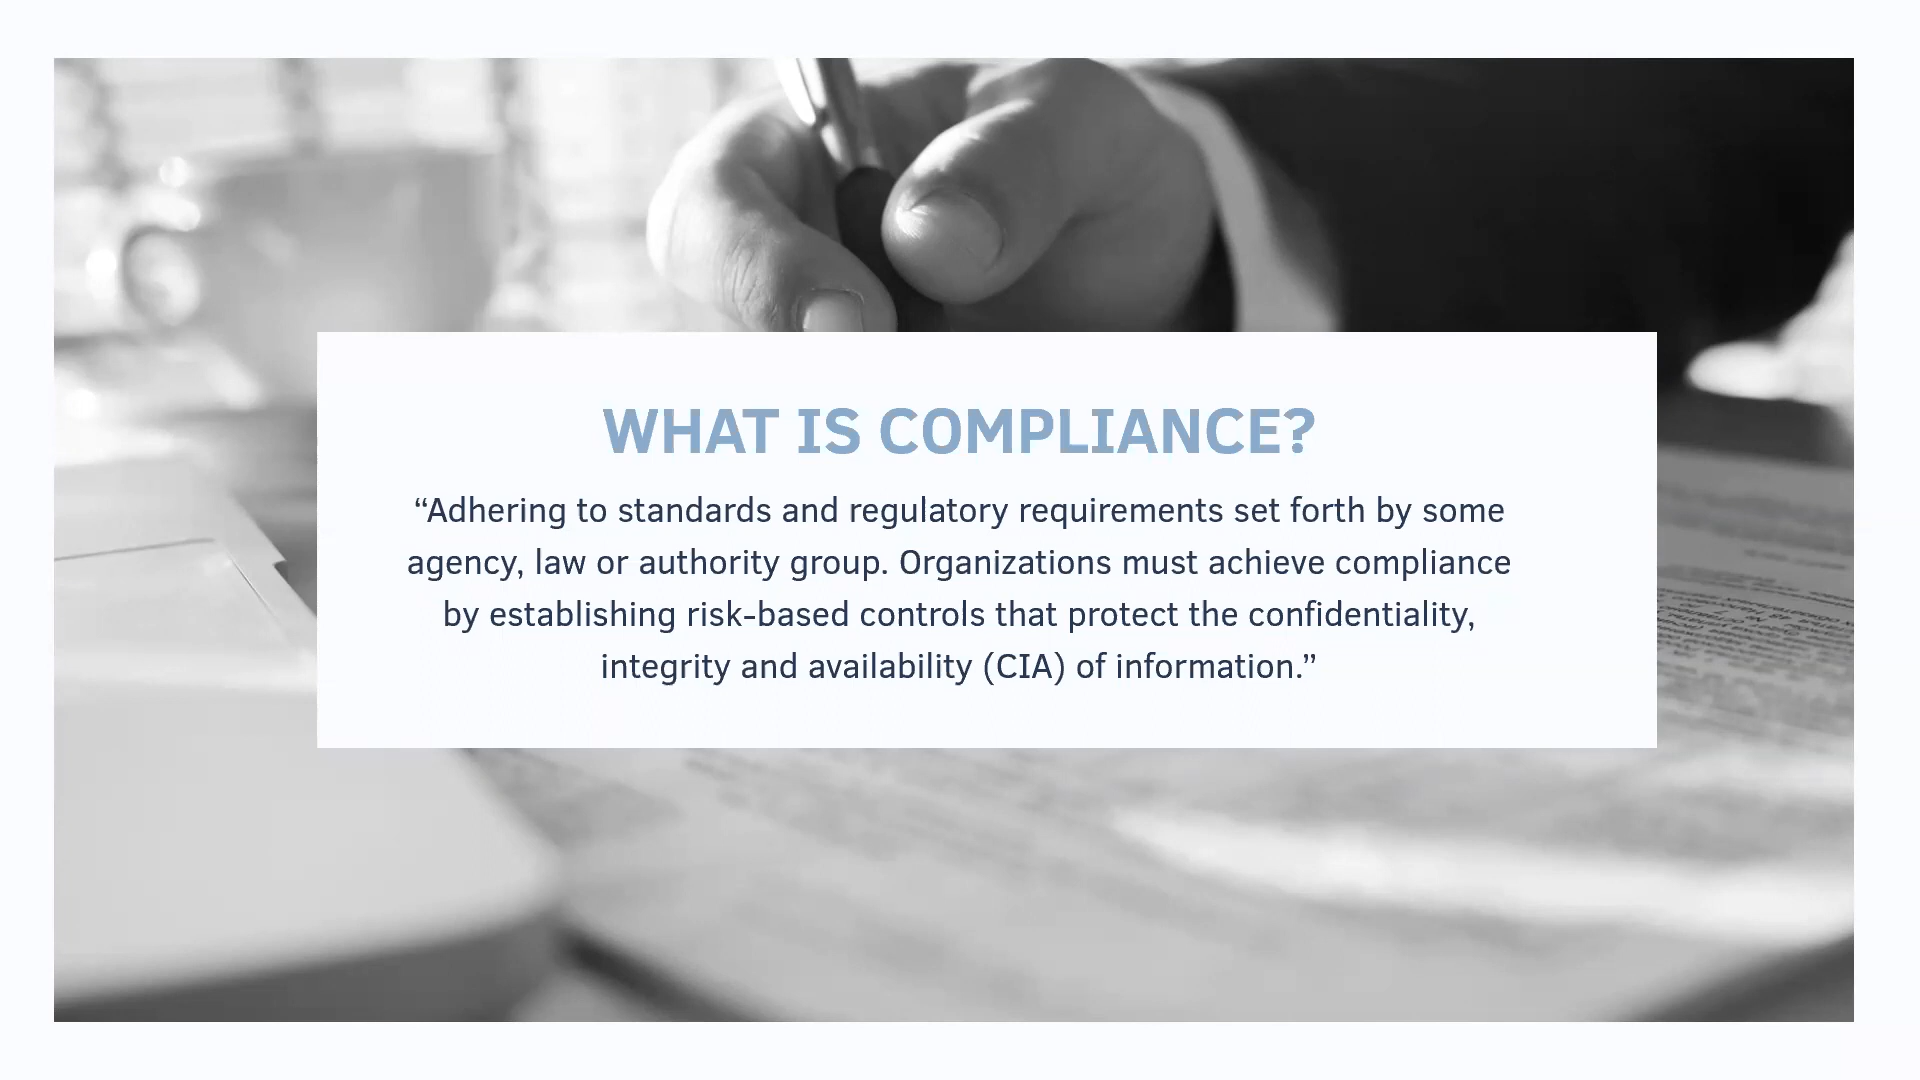 WHAT IS COMPLIANCE?
“Adhering to standards and regulatory requirements set forth by some
agency, law or authority group. Organizations must achieve compliance
by establishing risk-based controls that protect the confidentiality,
integrity and availability (CIA) of information.”